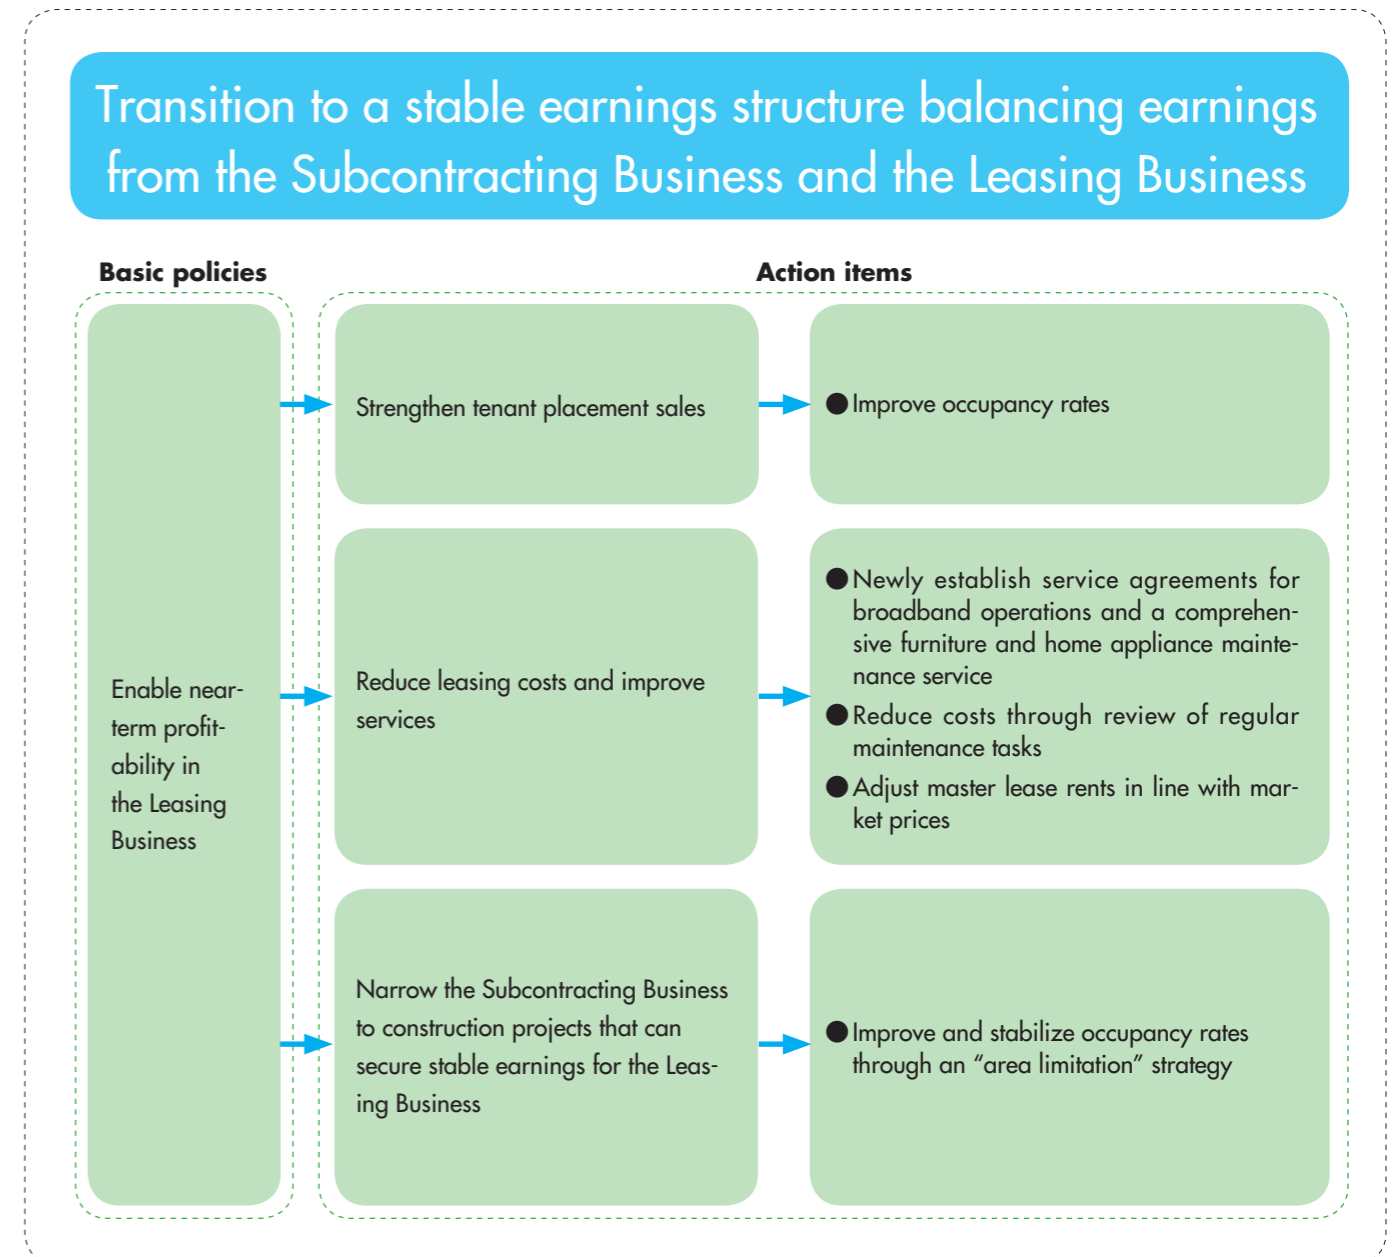 Transition to a stable earnings structure balancing earnings
from the Subcontracting Business and the Leasing Business
Basic policies
Action items
Enable near-
term profit-
ability in
the Leasing
Business
Strengthen tenant placement sales
● Improve occupancy rates
Reduce leasing costs and improve
services
● Newly establish service agreements for
broadband operations and a comprehen-
sive furniture and home appliance mainte-
nance service
● Reduce costs through review of regular
maintenance tasks
● Adjust master lease rents in line with mar-
ket prices
Narrow the Subcontracting Business
to construction projects that can
secure stable earnings for the Leas-
ing Business
● Improve and stabilize occupancy rates
through an “area limitation” strategy